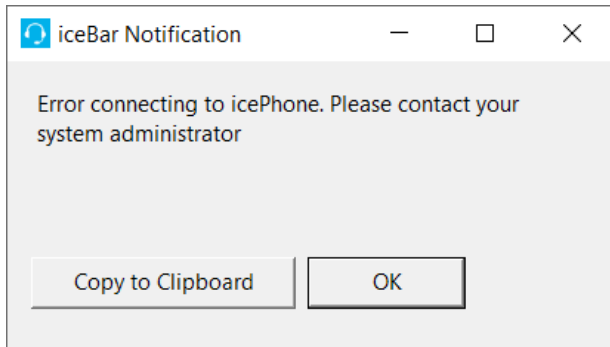 iceBar Notification
Error connecting to icePhone. Please contact your
system administrator
Copy to Clipboard
OK